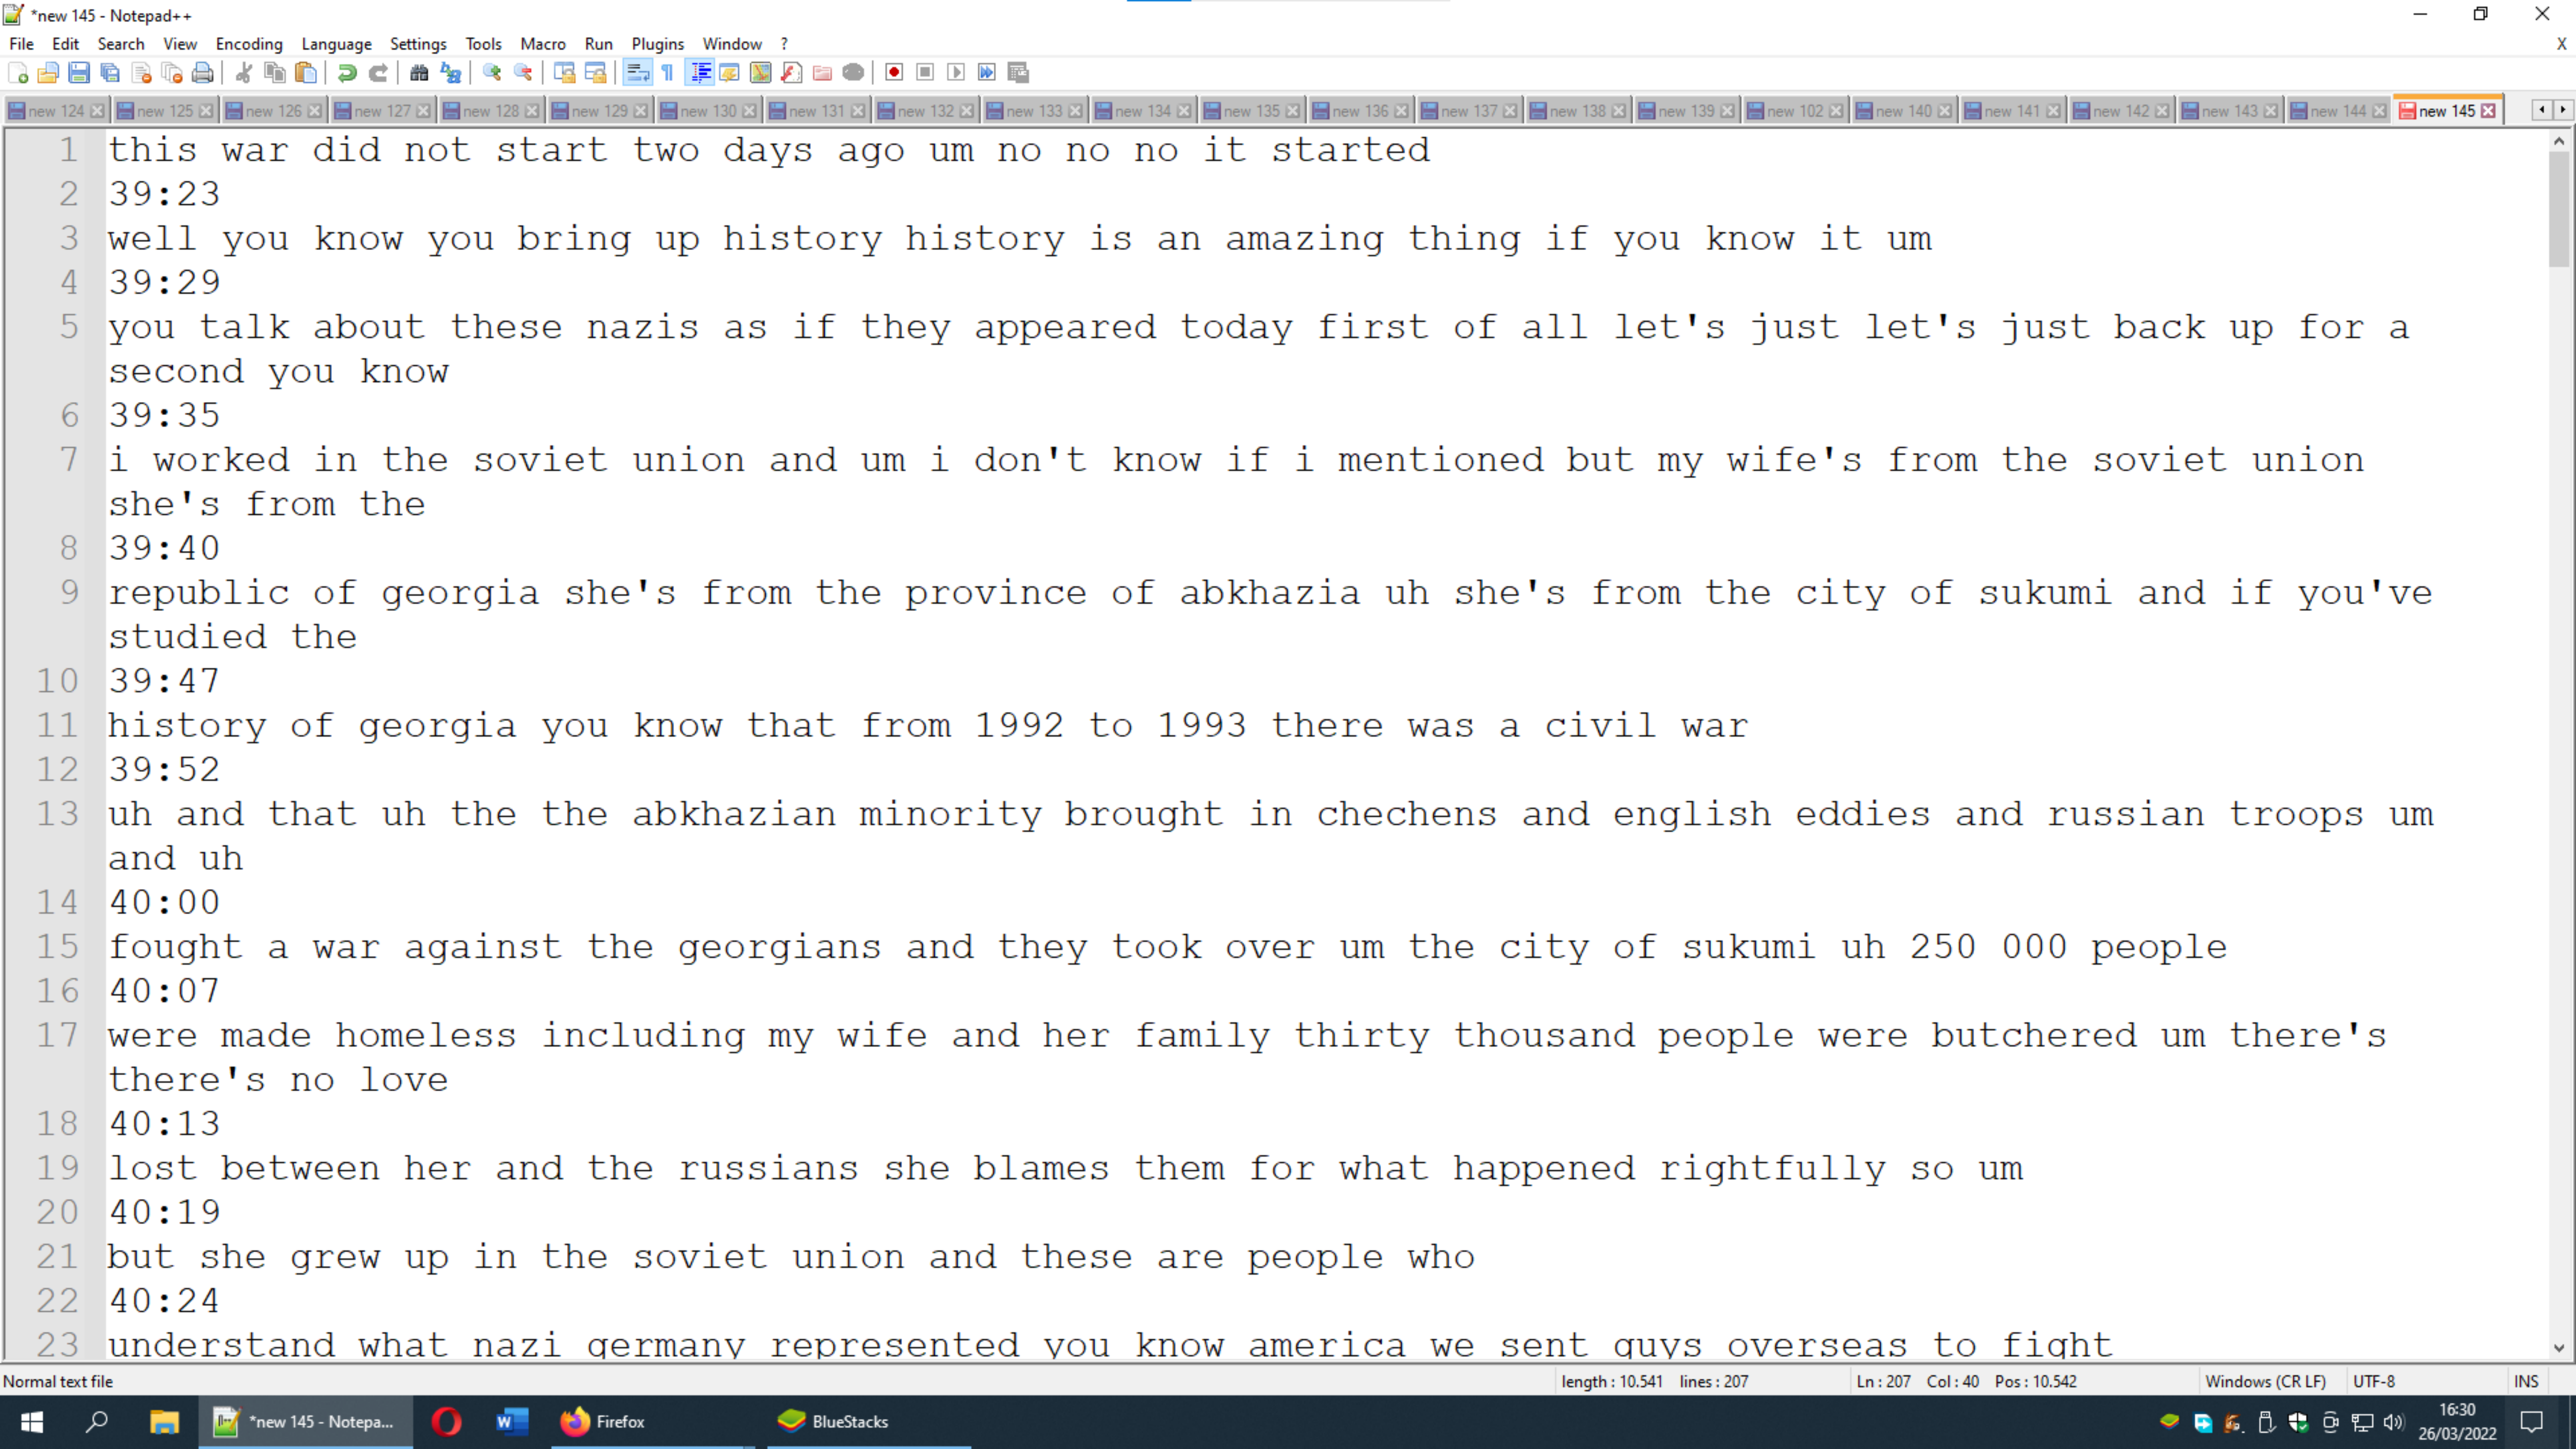 *new 145 - Notepad++
File Edit Search View Encoding Language Settings Tools Macro Run Plugins Window ?
X
new 124 new 125 new 126 new 127 new 128 new 129 new 130 new 131 new 132 new 133 new 134 new 135 new 136 new 137 new 138 new 139 new 102 new 140 new 141 new 142 new 143 new 144 new 145
1 this war did not start two days ago um no no no it started
2 39:23
3 well you know you bring up history history is an amazing thing if you know it um
4 39:29
5 you talk about these nazis as if they appeared today first of all let's just let's just back up for a
second you know
6 39:35
7 i worked in the soviet union and um i don't know if i mentioned but my wife's from the soviet union
she's from the
8 39:40
9 republic of georgia she's from the province of abkhazia uh she's from the city of sukumi and if you've
studied the
10 39:47
11 history of georgia you know that from 1992 to 1993 there was a civil war
12 39:52
13 uh and that uh the the abkhazian minority brought in chechens and english eddies and russian troops um
and uh
14 40:00
15 fought a war against the georgians and they took over um the city of sukumi uh 250 000 people
16 40:07
17 were made homeless including my wife and her family thirty thousand people were butchered um there's
there's no love
18 40:13
19 lost between her and the russians she blames them for what happened rightfully so um
20 40:19
21 but she grew up in the soviet union and these are people who
22 40:24
23 understand what nazi germany represented you know america we sent guys overseas to fight
Normal text file length : 10.541 lines : 207 Ln : 207 Col : 40 Pos : 10.542 Windows (CR LF) UTF-8 INS
*new 145 - Notepa... Firefox BlueStacks 16:30
26/03/2022